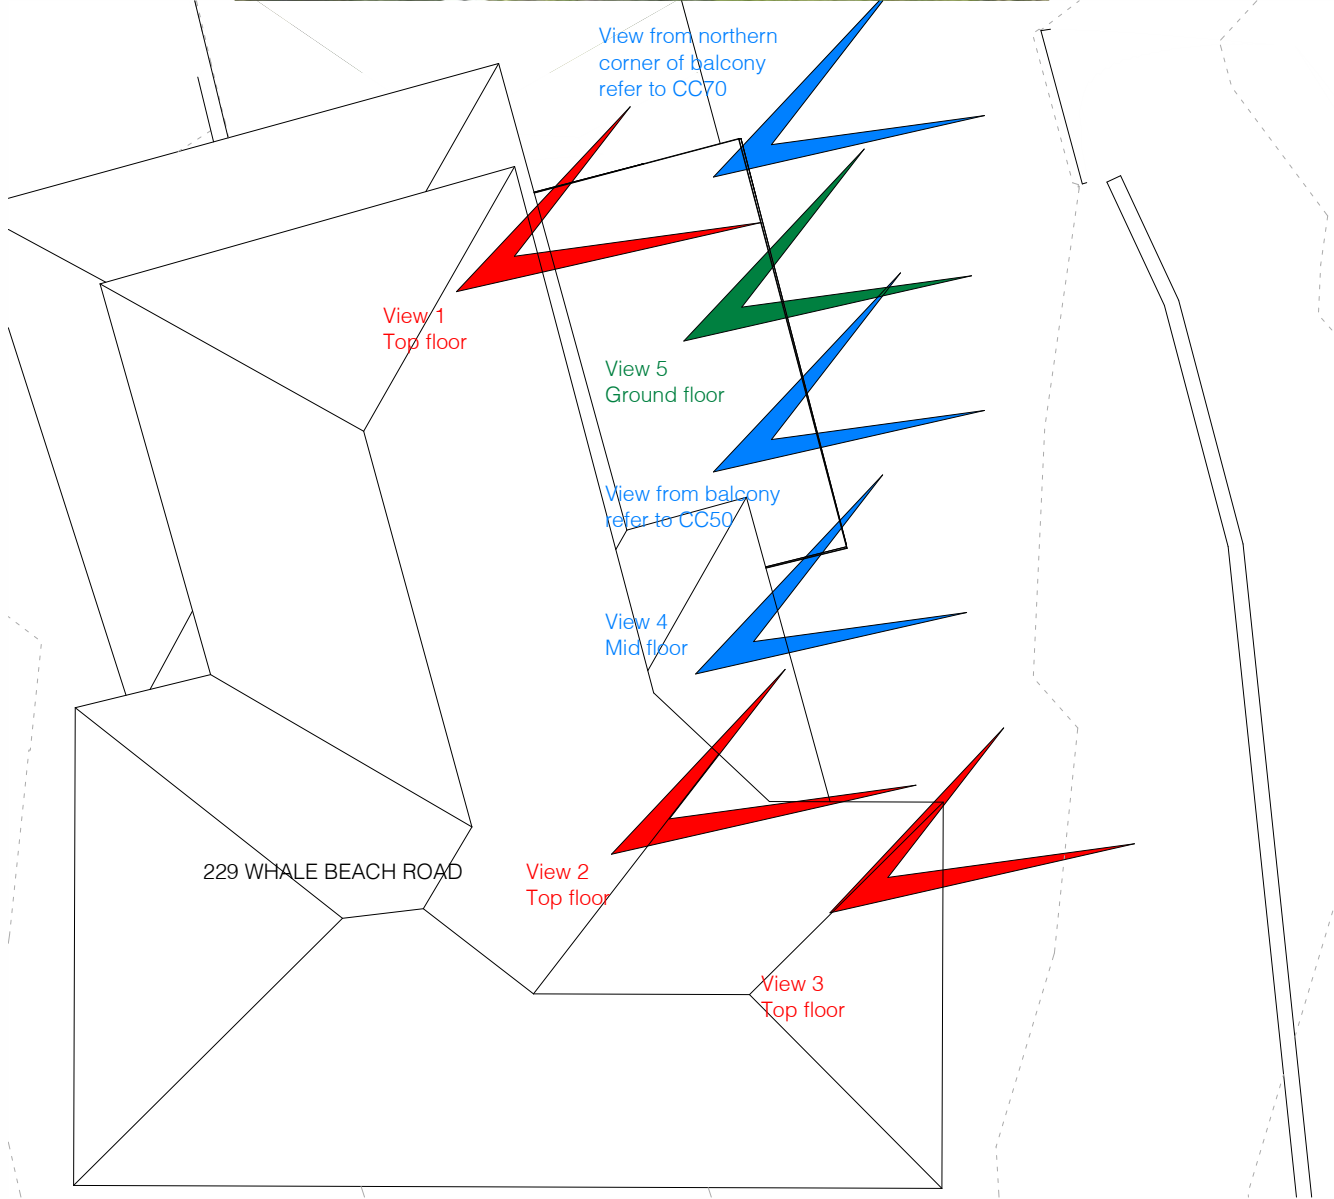 View from northern
corner of balcony
refer to CC70
View 1
Top floor
View 5
Ground floor
View from balcony
refer to CC50
View 4
Mid floor
229 WHALE BEACH ROAD
View 2
Top floor
View 3
Top floor